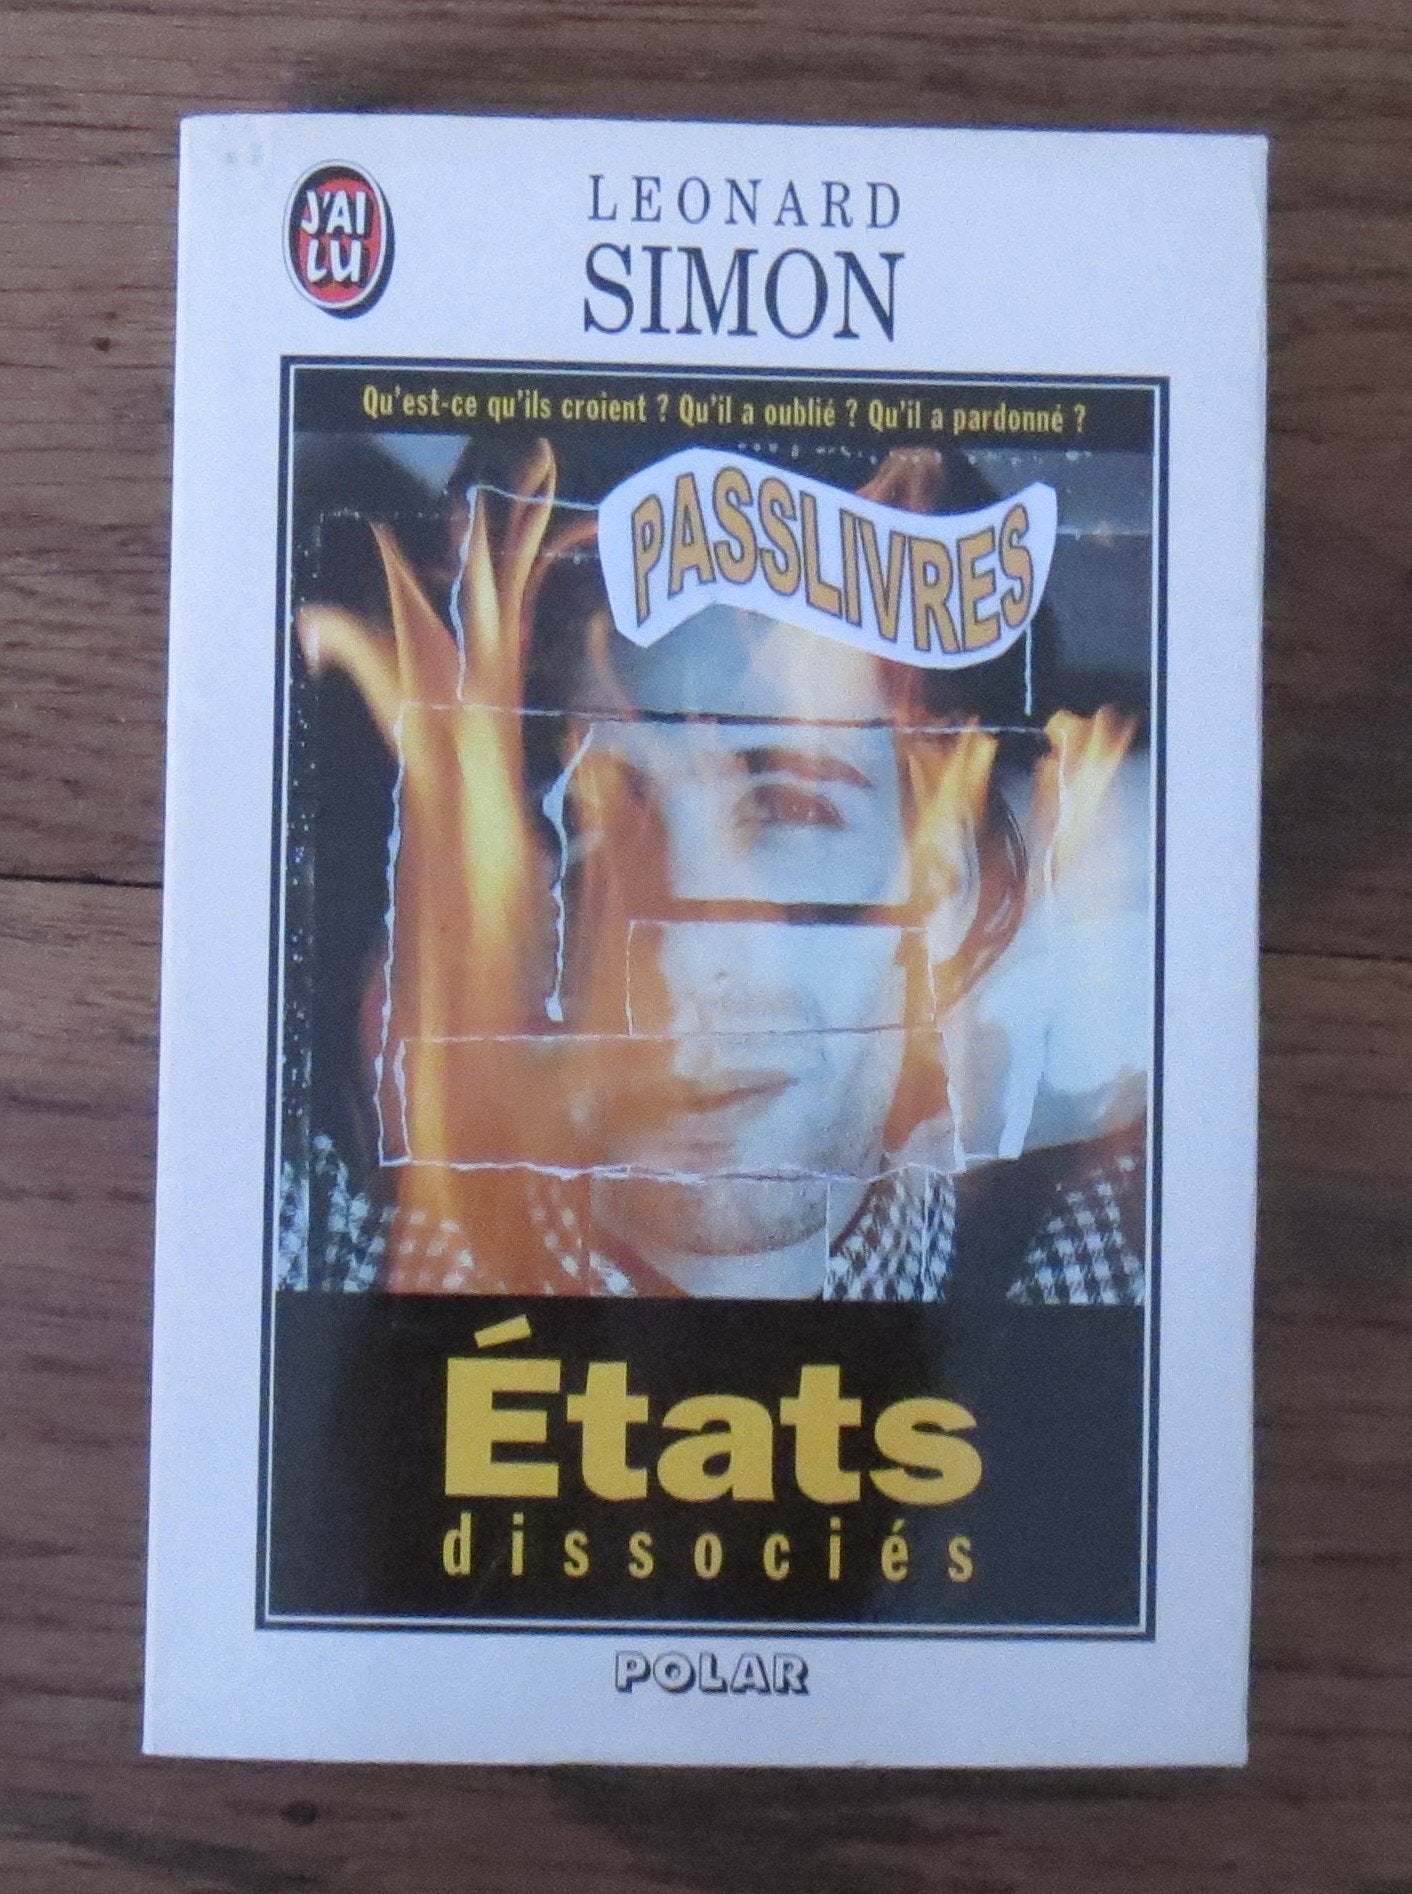 J'AI
LU
LEONARD
SIMON
Qu'est-ce qu'ils croient ? Qu'il a oublié ? Qu'il a pardonné ?
PASSLIVRES
États
dissociés
POLAR